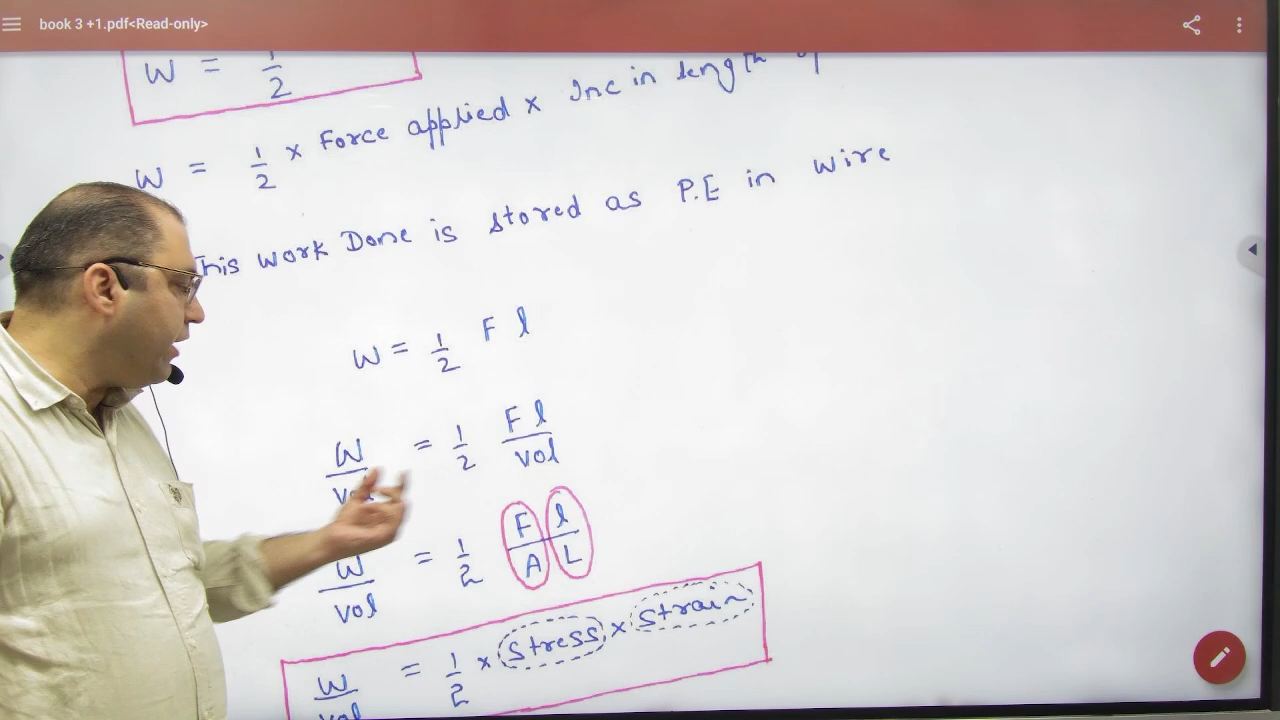 book 3 +1.pdf<Read-only>
W = 1/2
W = 1/2 x Force applied x Inc in length of
This work Done is stored as P.E in wire
W = 1/2 F l
W/vol = 1/2 F l/vol
W/vol = 1/2 F/A l/L
W/vol = 1/2 x Stress x Strain